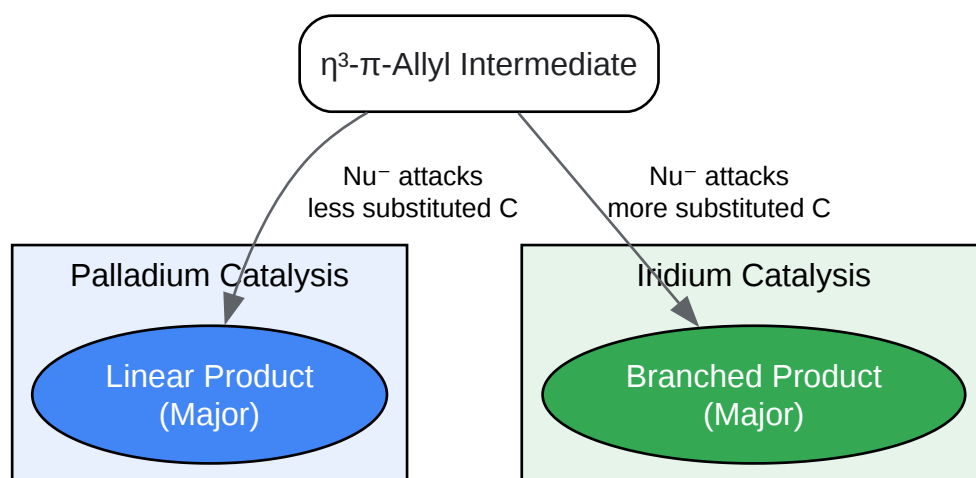 η³-π-Allyl Intermediate
Nu⁻ attacks
less substituted C
Nu⁻ attacks
more substituted C
Palladium Catalysis
Iridium Catalysis
Linear Product
(Major)
Branched Product
(Major)